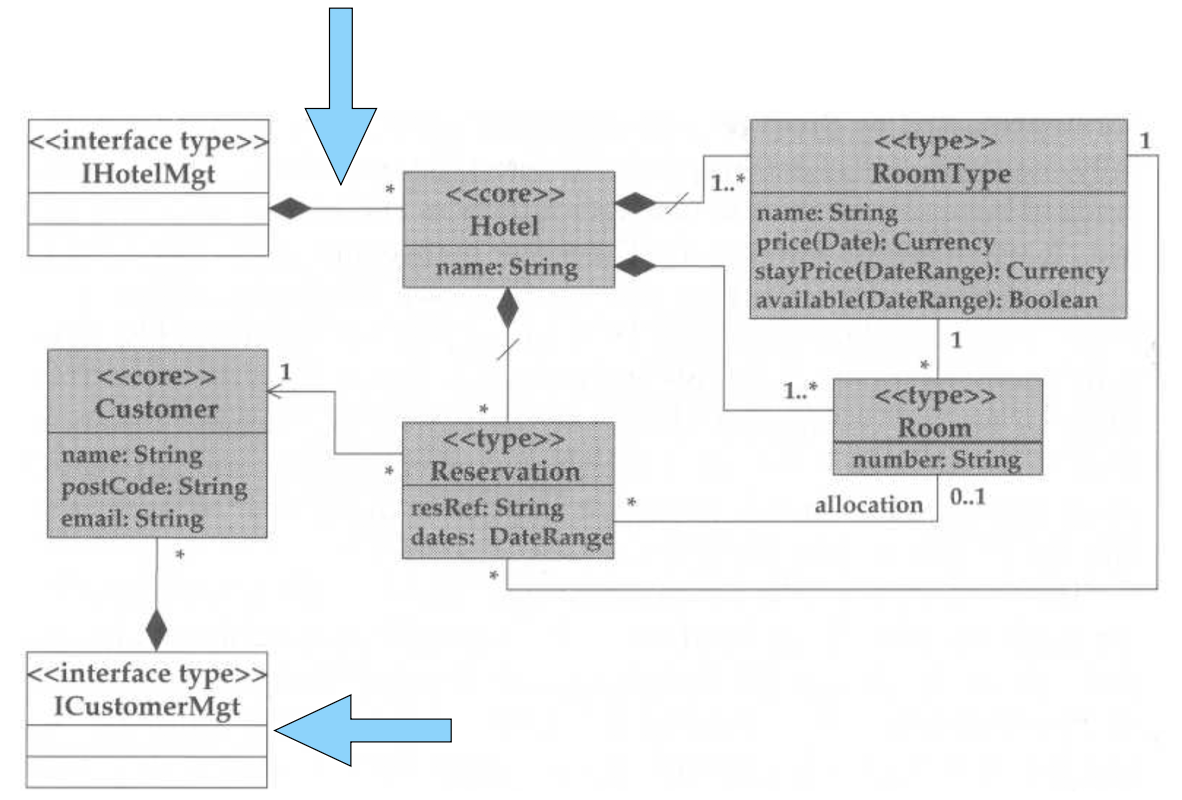 <<interface type>>
IHotelMgt
*
<<core>>
Hotel
name: String
1..*
<<type>>
RoomType
name: String
price(Date): Currency
stayPrice(DateRange): Currency
available(DateRange): Boolean
1
1
*
1..*
<<type>>
Room
number: String
0..1
allocation
*
*
<<type>>
Reservation
resRef: String
dates: DateRange
*
*
1
<<core>>
Customer
name: String
postCode: String
email: String
*
<<interface type>>
ICustomerMgt